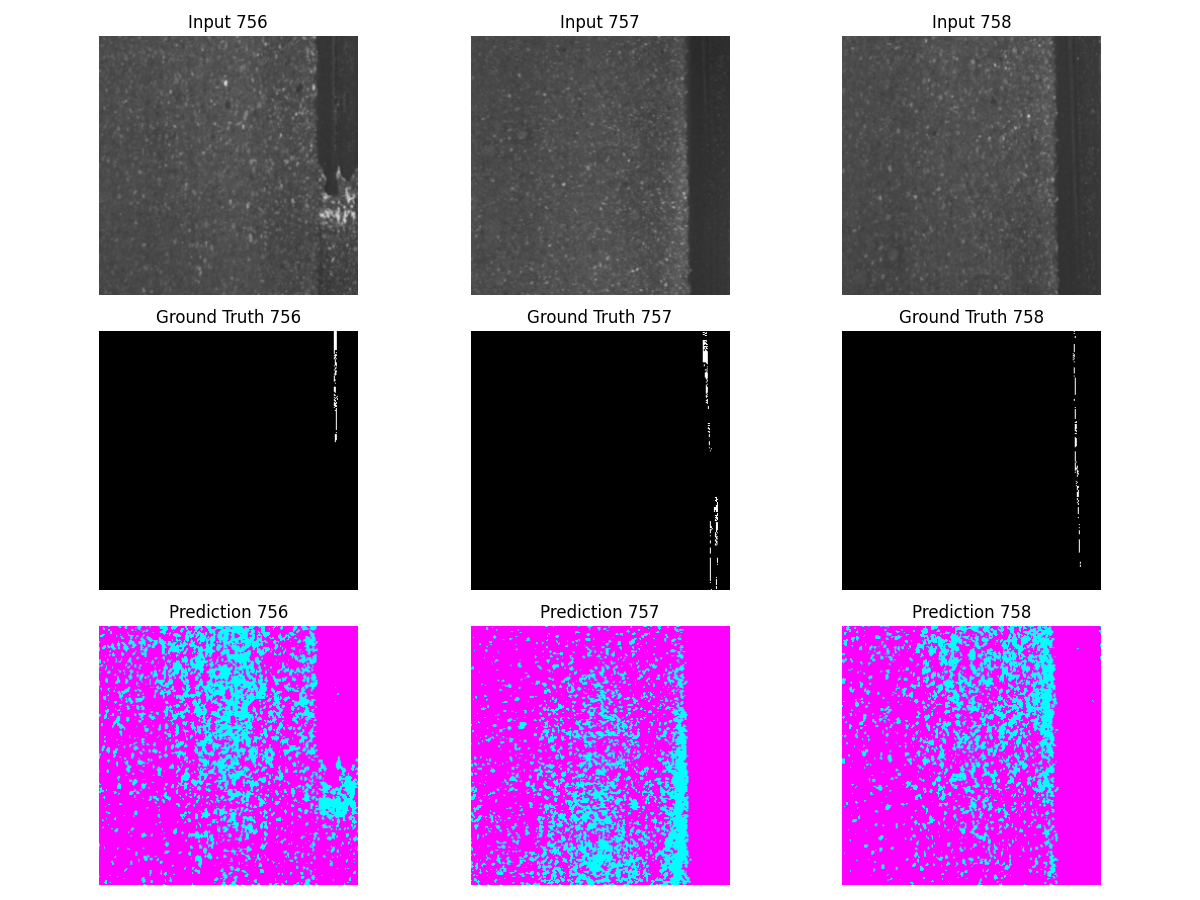 Input 756
Input 757
Input 758
Ground Truth 756
Ground Truth 757
Ground Truth 758
Prediction 756
Prediction 757
Prediction 758